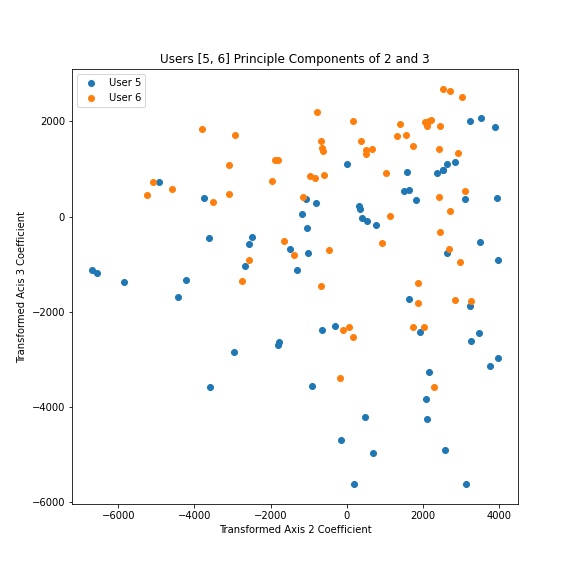 Users [5, 6] Principle Components of 2 and 3
User 5
User 6
2000
0
−2000
−4000
−6000
Transformed Acis 3 Coefficient
−6000 −4000 −2000 0 2000 4000
Transformed Axis 2 Coefficient